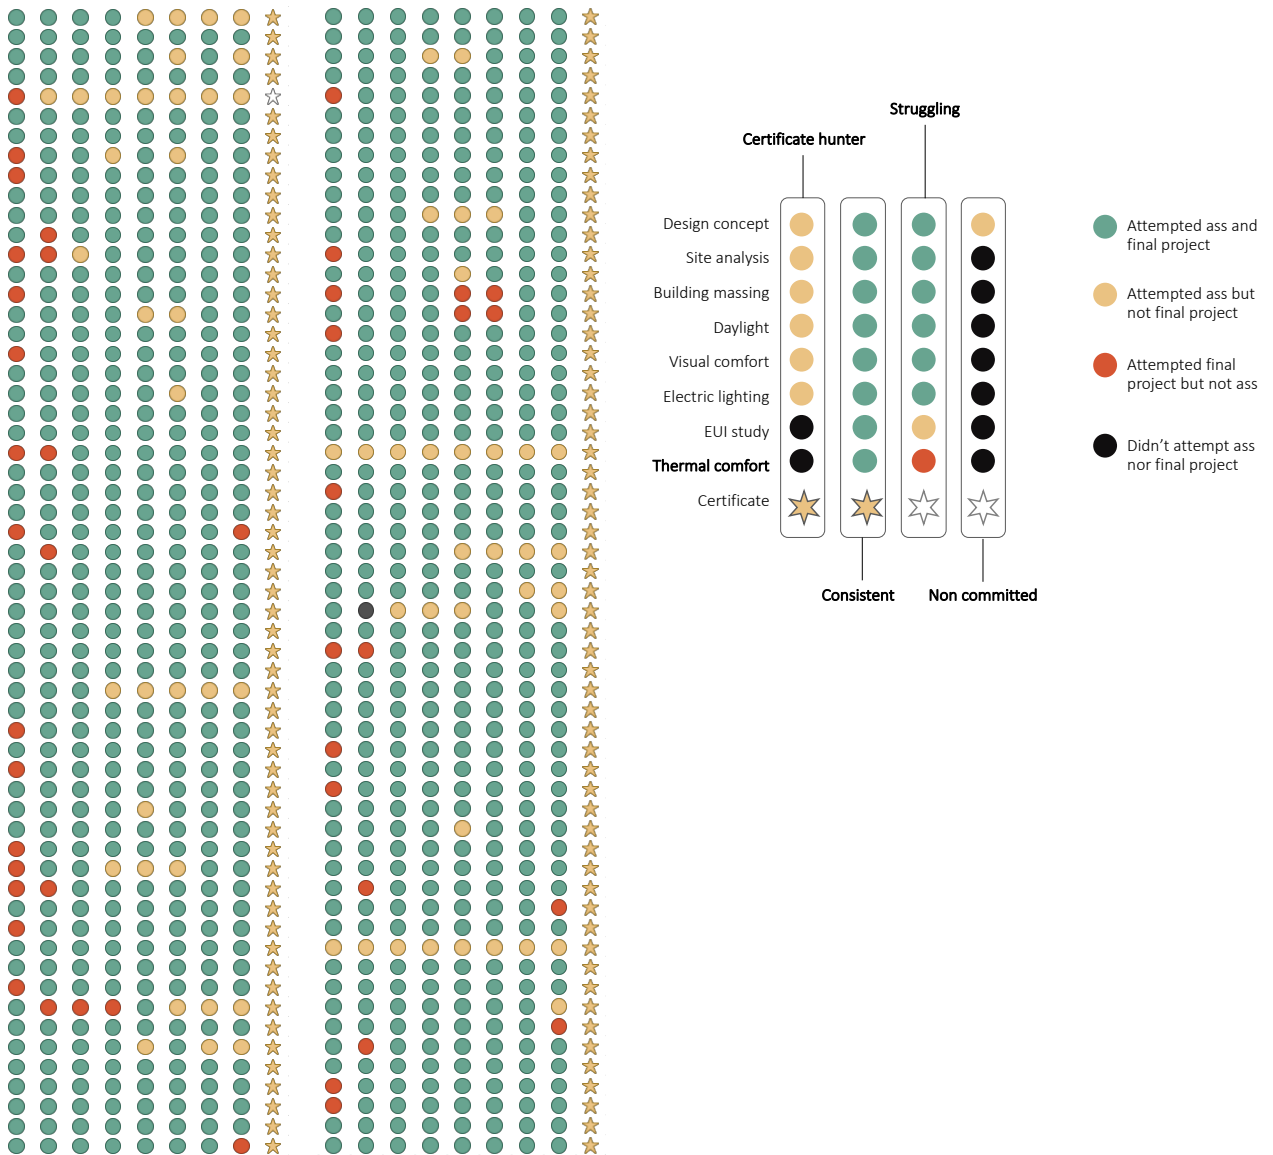 Struggling
Certificate hunter
Design concept
Site analysis
Building massing
Daylight
Visual comfort
Electric lighting
EUI study
Thermal comfort
Certificate
Consistent
Non committed
Attempted ass and
final project
Attempted ass but
not final project
Attempted final
project but not ass
Didn’t attempt ass
nor final project